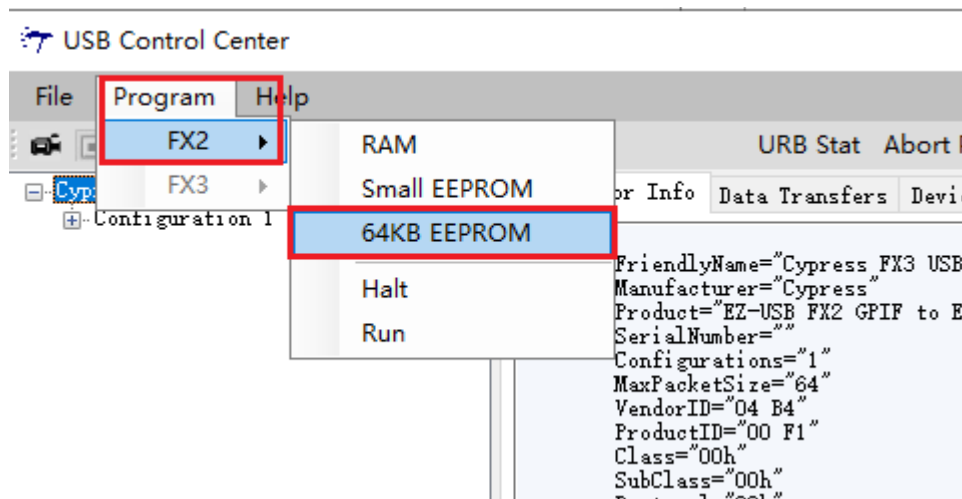 USB Control Center
File Program Help
FX2 RAM URB Stat Abort
FX3 Small EEPROM Info Data Transfers
Configuration 1 64KB EEPROM
FriendlyName="Cypress FX3 USB
Halt Manufacturer="Cypress"
Product="EZ-USB FX2 GPIF to
Run SerialNumber=""
Configurations="1"
MaxPacketSize="64"
VendorID="04 B4"
ProductID="00 F1"
Class="00h"
SubClass="00h"